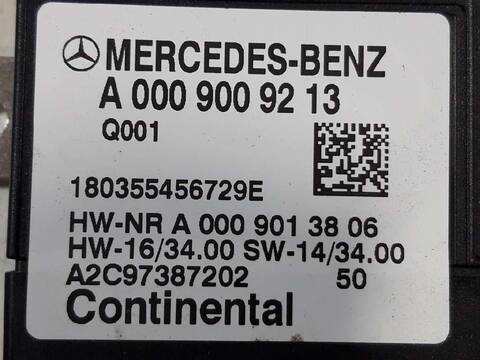 MERCEDES-BENZ
A 000 900 92 13
Q001
180355456729E
HW-NR A 000 901 38 06
HW-16/34.00 SW-14/34.00
A2C97387202 50
Continental